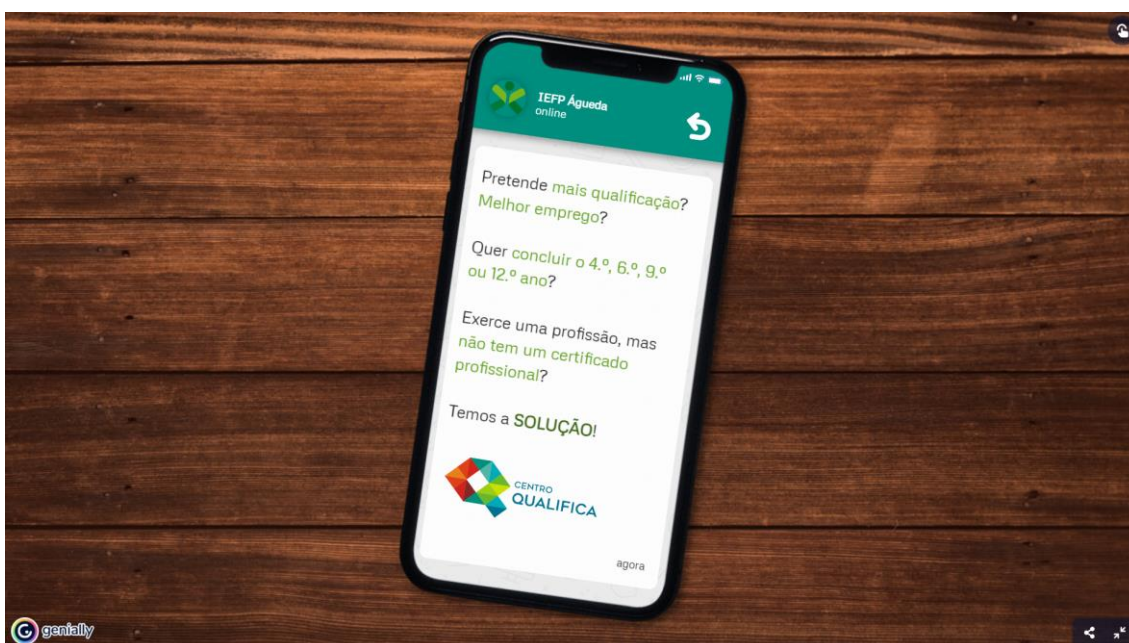 IEFP Águeda
online
Pretende mais qualificação?
Melhor emprego?
Quer concluir o 4.º, 6.º, 9.º
ou 12.º ano?
Exerce uma profissão, mas
não tem um certificado
profissional?
Temos a SOLUÇÃO!
CENTRO
QUALIFICA
agora
genially